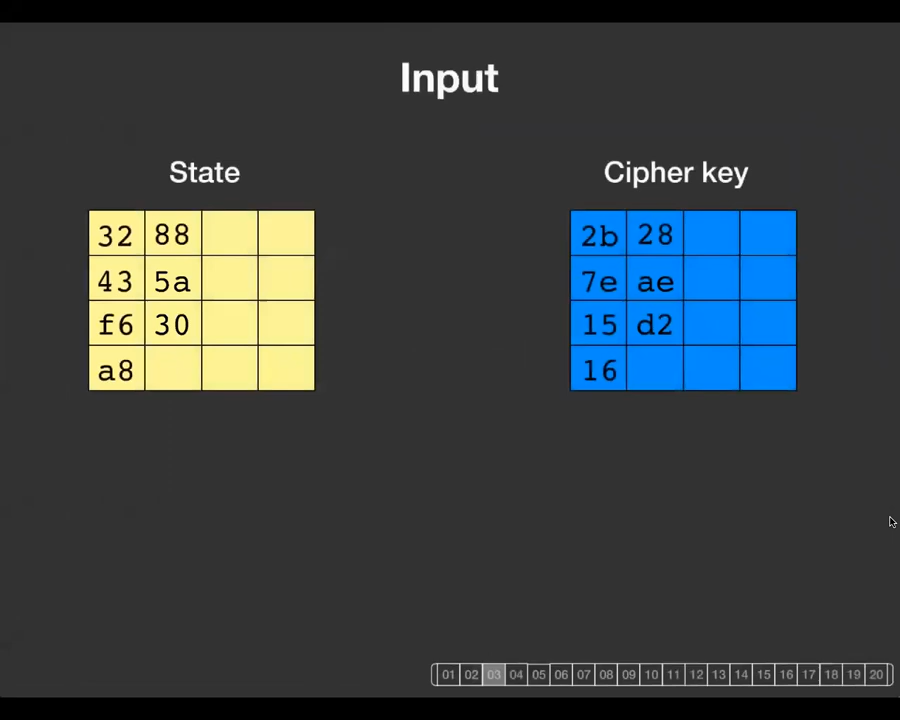 Input
State
Cipher key
32 88
43 5a
f6 30
a8
2b 28
7e ae
15 d2
16
01 02 03 04 05 06 07 08 09 10 11 12 13 14 15 16 17 18 19 20